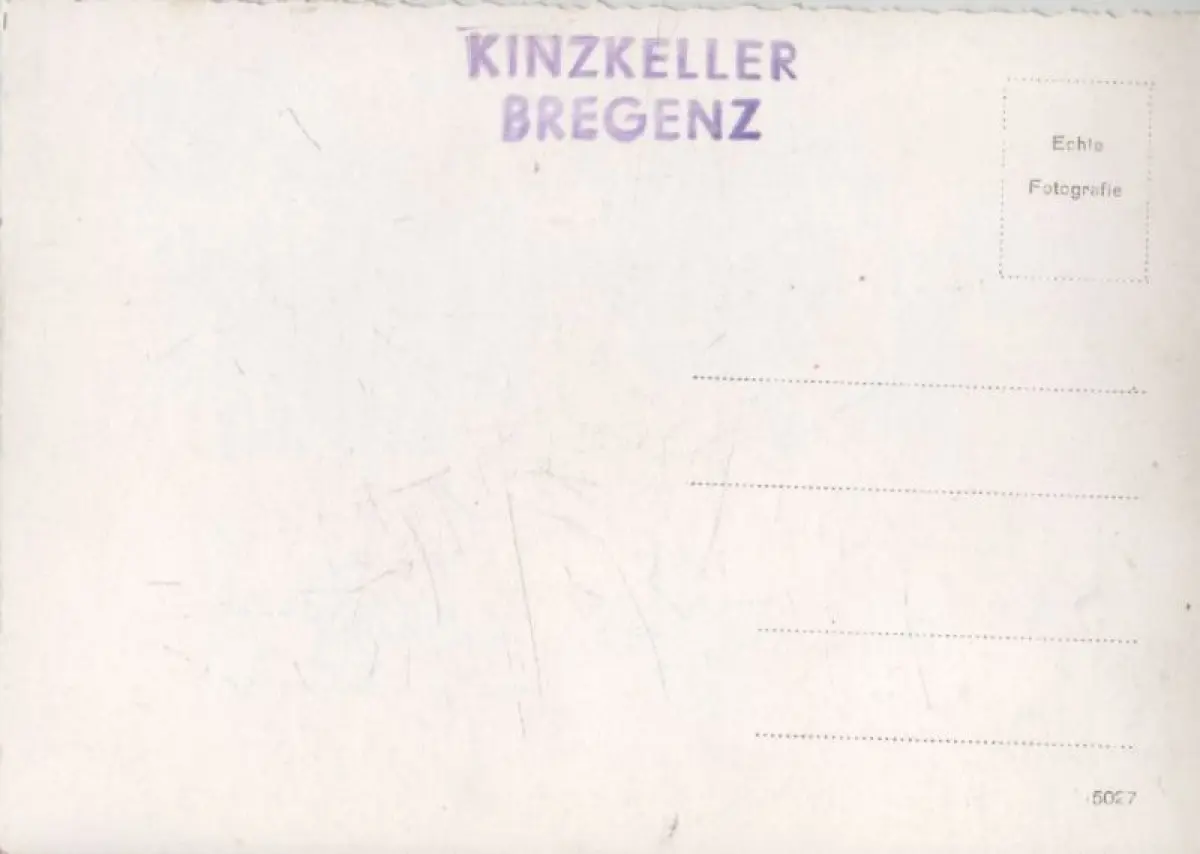 KINZKELLER
BREGENZ
Echte
Fotografie
5027